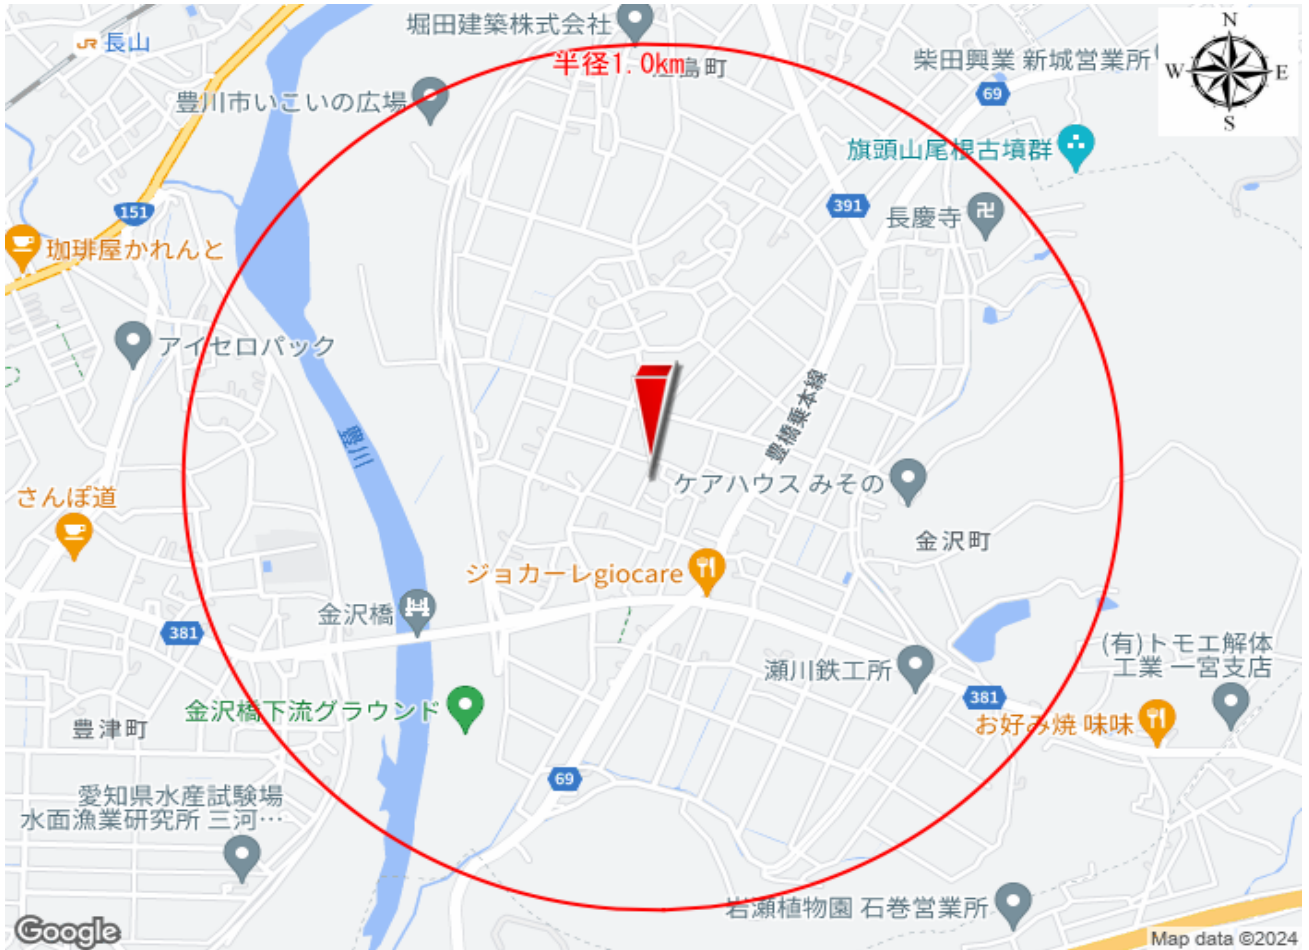 堀田建築株式会社
N
JR 長山
半径1.0km
島町
柴田興業 新城営業所
W
E
69
豊川市いこいの広場
S
旗頭山尾根古墳群
151
391
長慶寺
珈琲屋かれんと
アイセロパック
豊橋乗本線
豊川
ケアハウス みその
さんぽ道
金沢町
ジョカーレgiocare
金沢橋
381
(有)トモエ解体
工業 一宮支店
瀬川鉄工所
381
金沢橋下流グラウンド
お好み焼 味味
豊津町
69
愛知県水産試験場
水面漁業研究所 三河…
岩瀬植物園 石巻営業所
Google
Map data ©2024